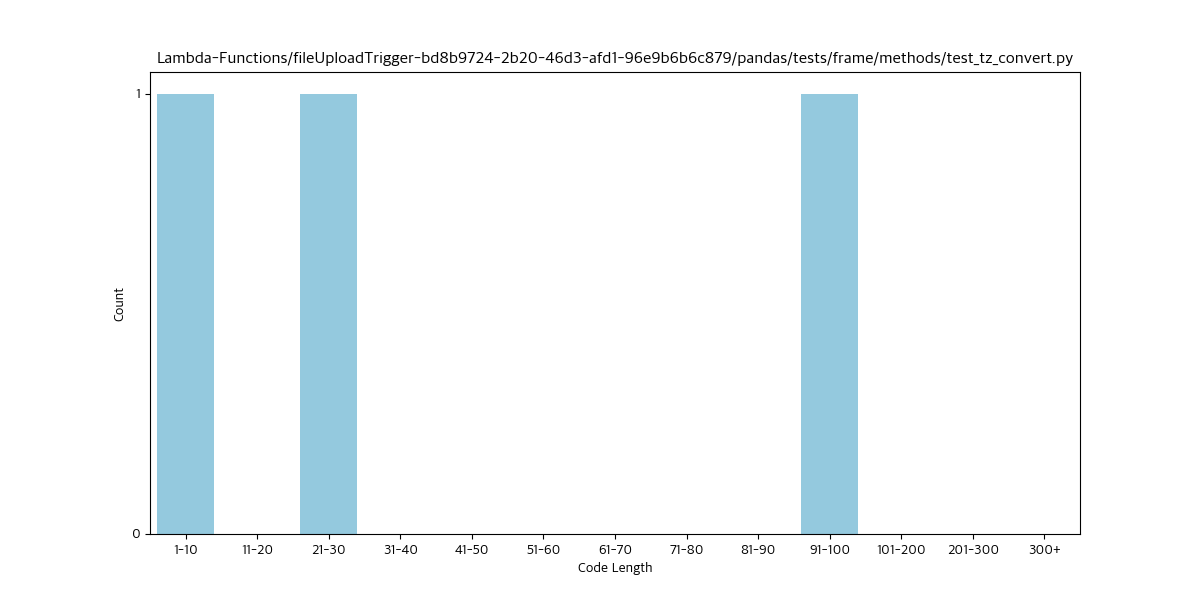 Lambda-Functions/fileUploadTrigger-bd8b9724-2b20-46d3-afd1-96e9b6b6c879/pandas/tests/frame/methods/test_tz_convert.py
1
Count
0
1-10 11-20 21-30 31-40 41-50 51-60 61-70 71-80 81-90 91-100 101-200 201-300 300+
Code Length